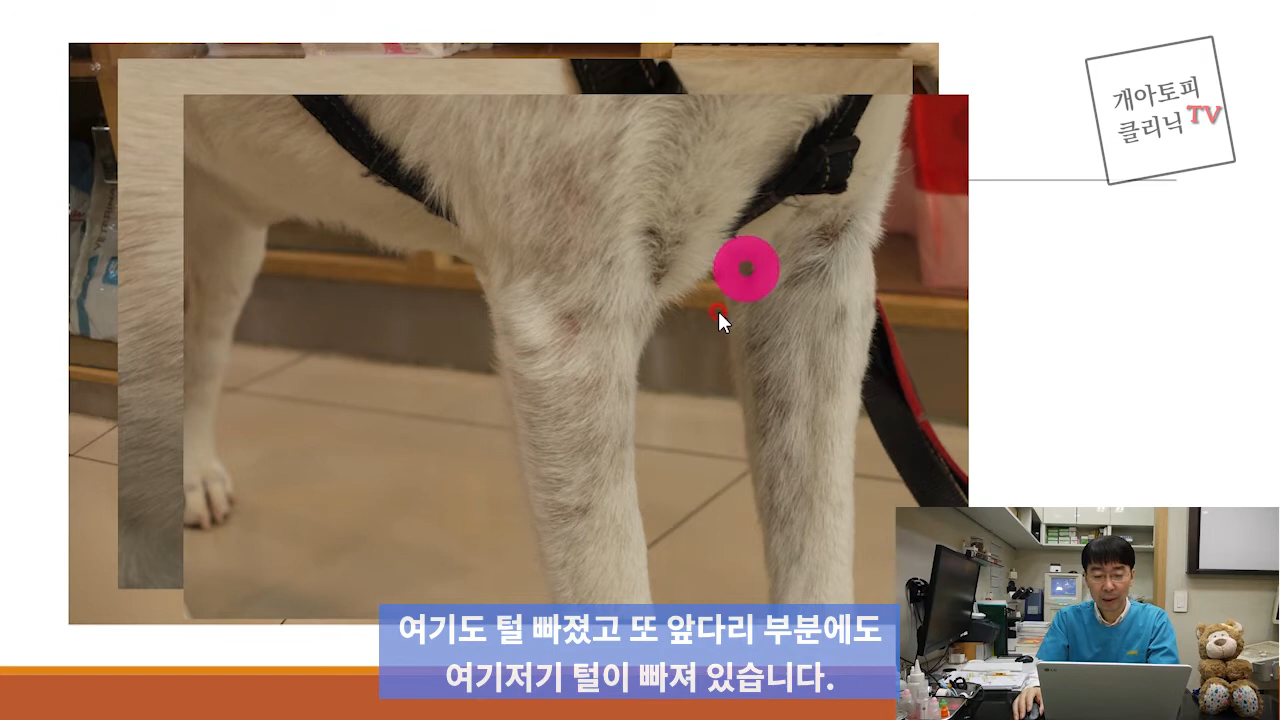 개아토피
클리닉 TV
여기도 털 빠졌고 또 앞다리 부분에도
여기저기 털이 빠져 있습니다.